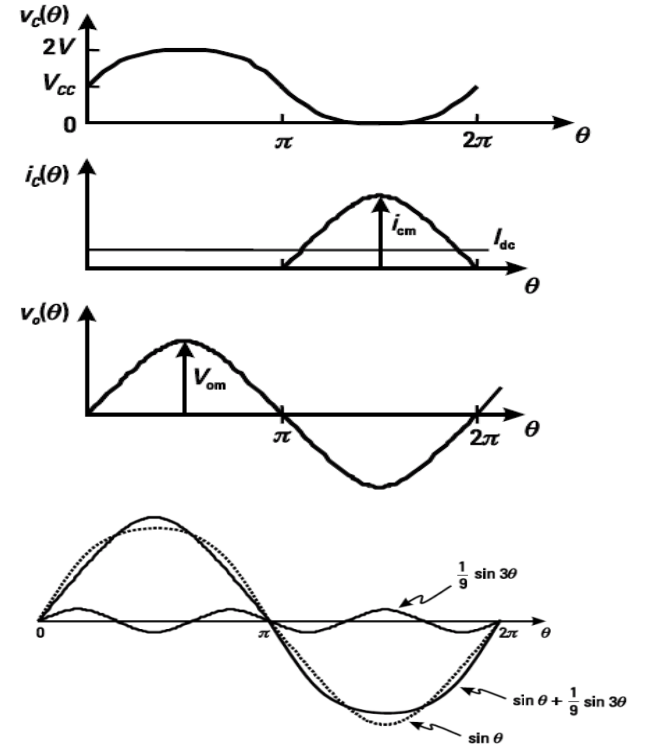 v_c(θ)
2V
V_CC
0
π
2π
θ
i_C(θ)
i_cm
I_dc
θ
v_o(θ)
V_om
π
2π
θ
1/9 sin 3θ
0
π
2π
θ
sin θ + 1/9 sin 3θ
sin θ